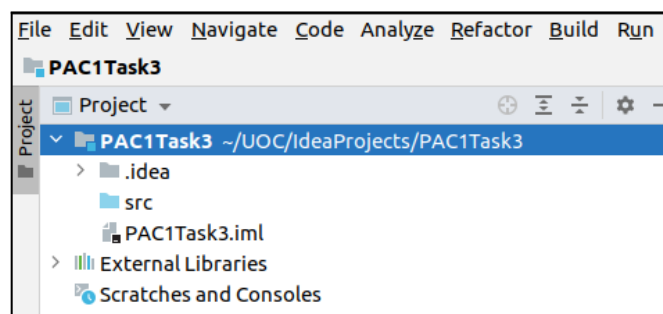 File Edit View Navigate Code Analyze Refactor Build Run
PAC1Task3
Project
Project
PAC1Task3 ~/UOC/IdeaProjects/PAC1Task3
.idea
src
PAC1Task3.iml
External Libraries
Scratches and Consoles